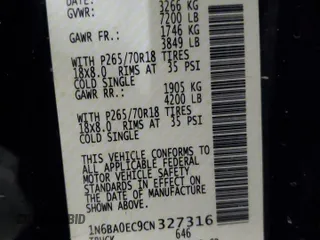 DATE:
GVWR: 3266 KG
7200 LB
GAWR FR.: 1746 KG
3849 LB
WITH P265/70R18 TIRES
18X8.0 RIMS AT 35 PSI
COLD SINGLE
GAWR RR.: 1905 KG
4200 LB
WITH P265/70R18 TIRES
18X8.0 RIMS AT 35 PSI
COLD SINGLE
THIS VEHICLE CONFORMS TO
ALL APPLICABLE FEDERAL
MOTOR VEHICLE SAFETY
STANDARDS IN EFFECT ON
THE DATE OF MANUFACTURE
SHOWN ABOVE
BID
1N6BA0EC9CN327316
TRUCK 646